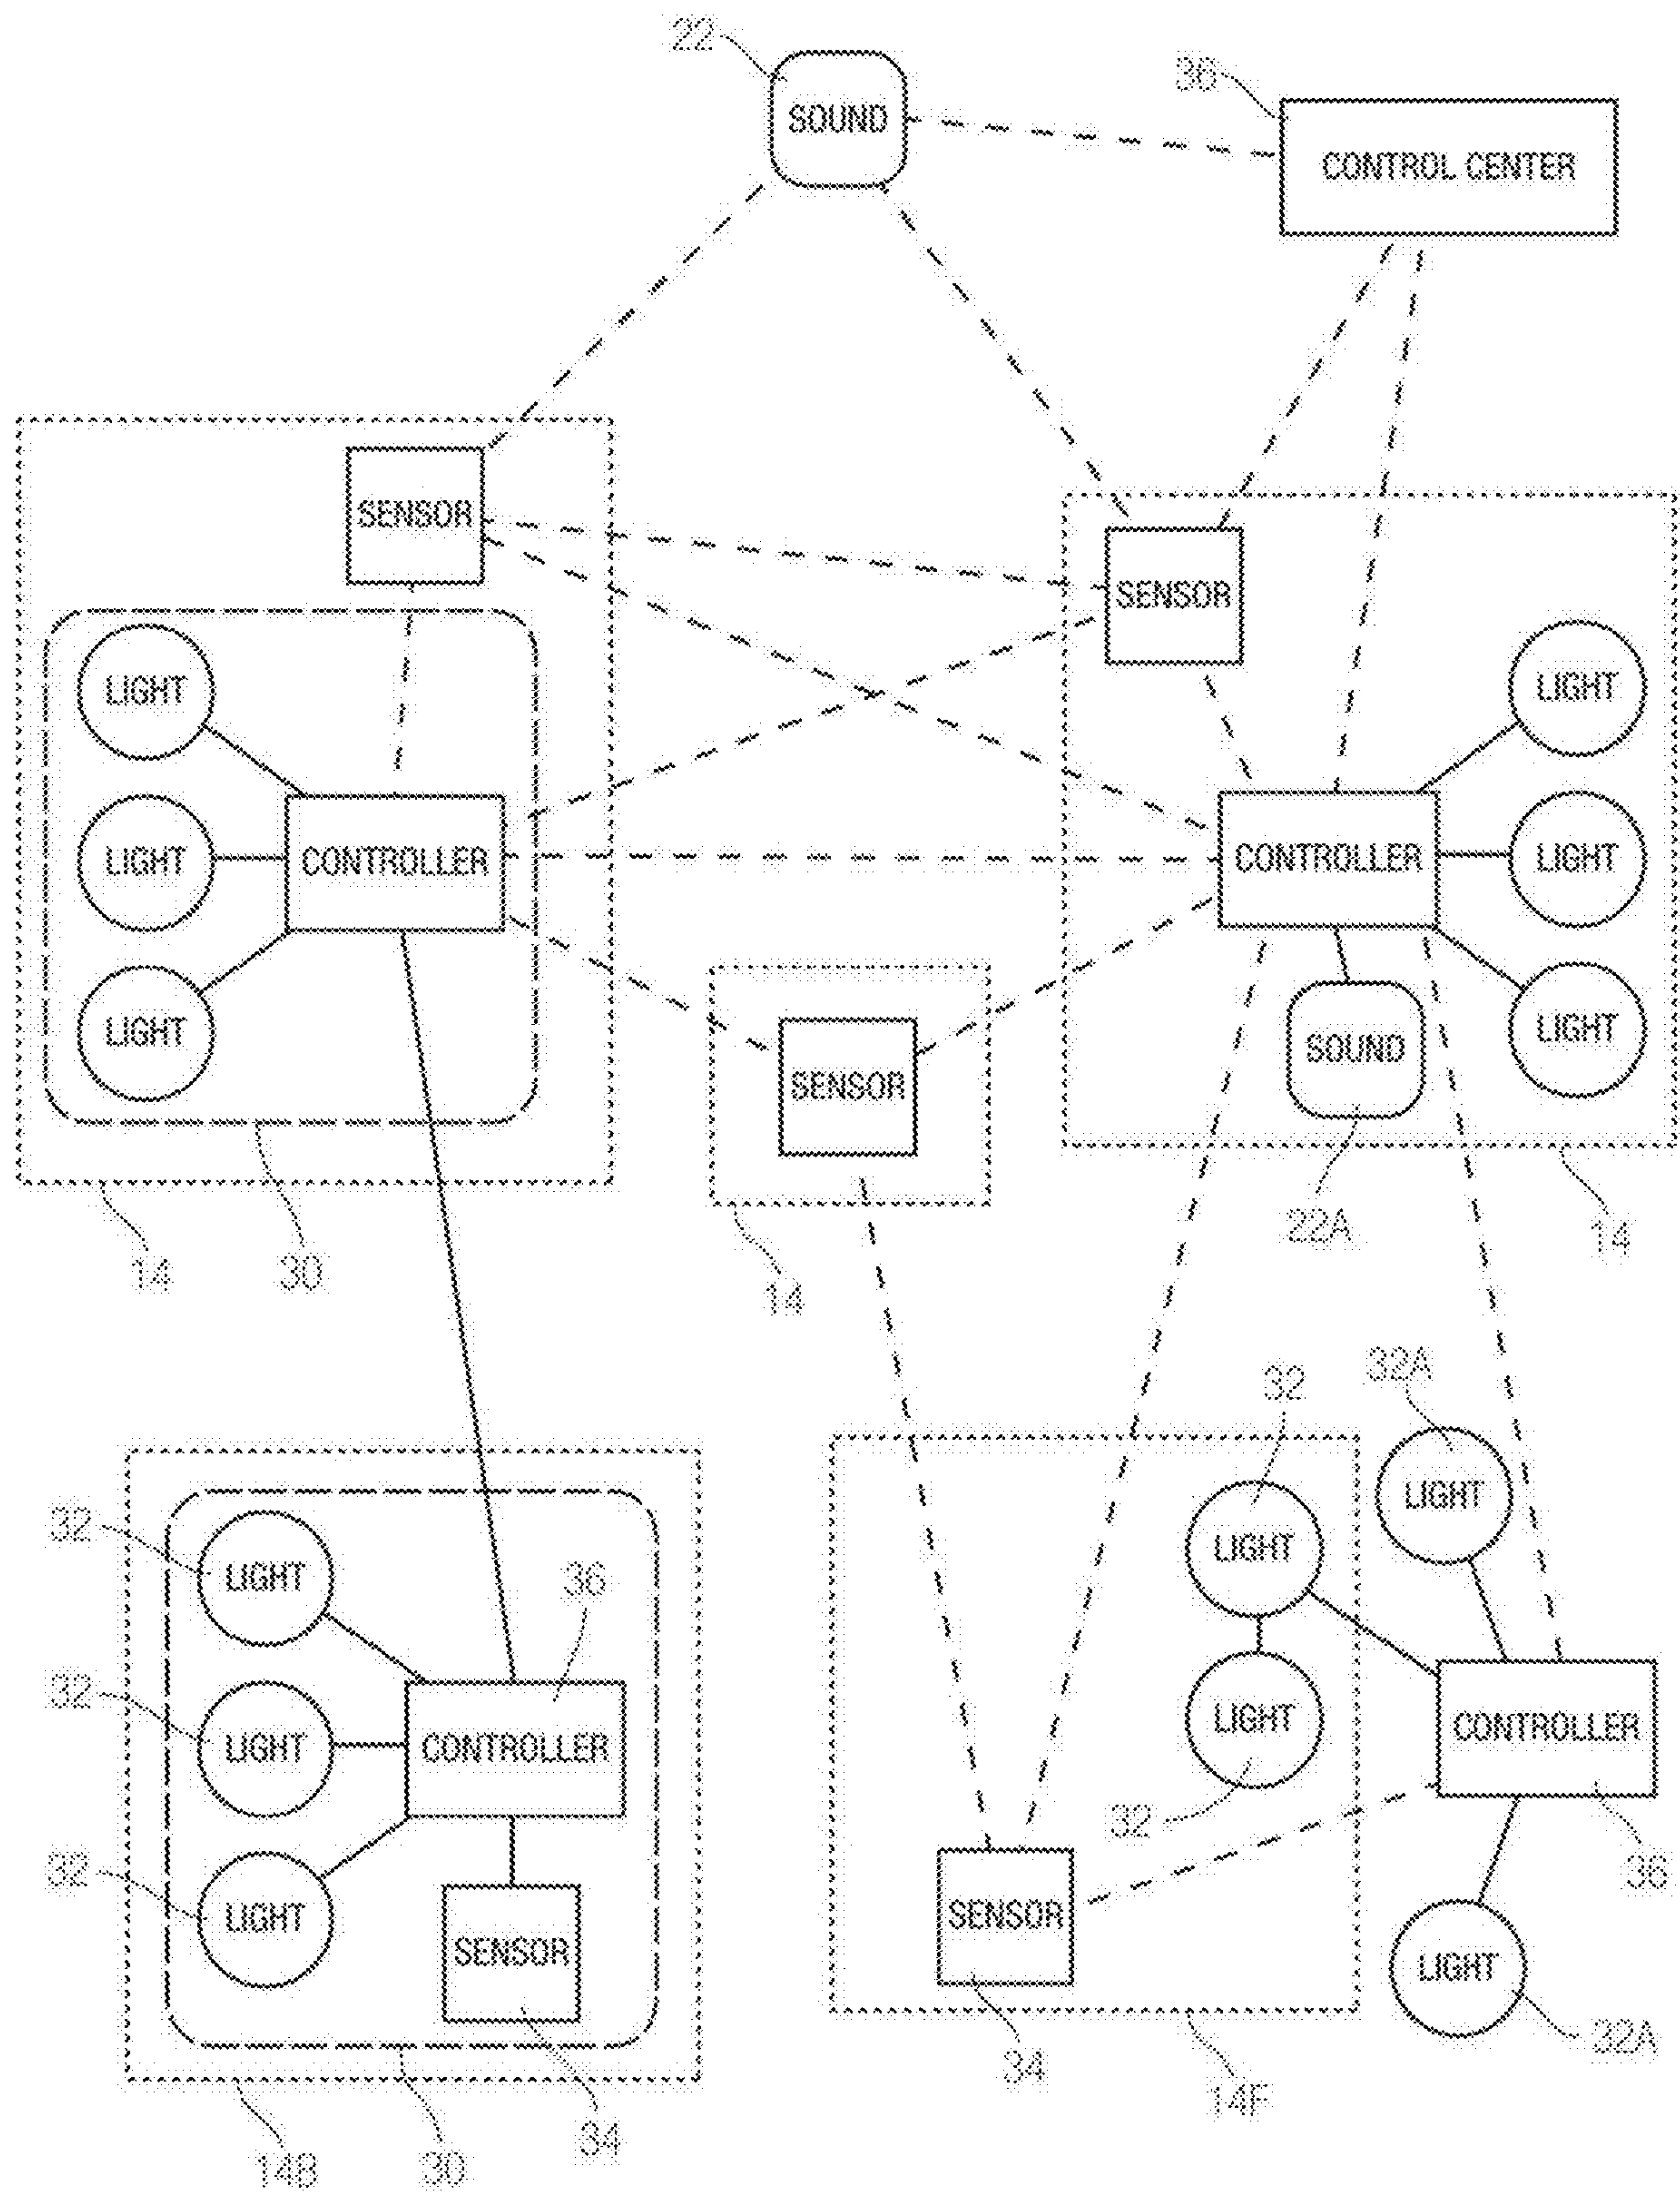 22
SOUND
36
CONTROL CENTER
SENSOR
SENSOR
LIGHT
LIGHT
LIGHT
CONTROLLER
CONTROLLER
LIGHT
LIGHT
LIGHT
SENSOR
SOUND
LIGHT
14
30
14
22A
14
32
32A
32
LIGHT
36
LIGHT
LIGHT
32
LIGHT
CONTROLLER
LIGHT
CONTROLLER
32
32
LIGHT
SENSOR
SENSOR
36
LIGHT
34
32A
14B
30
34
14F